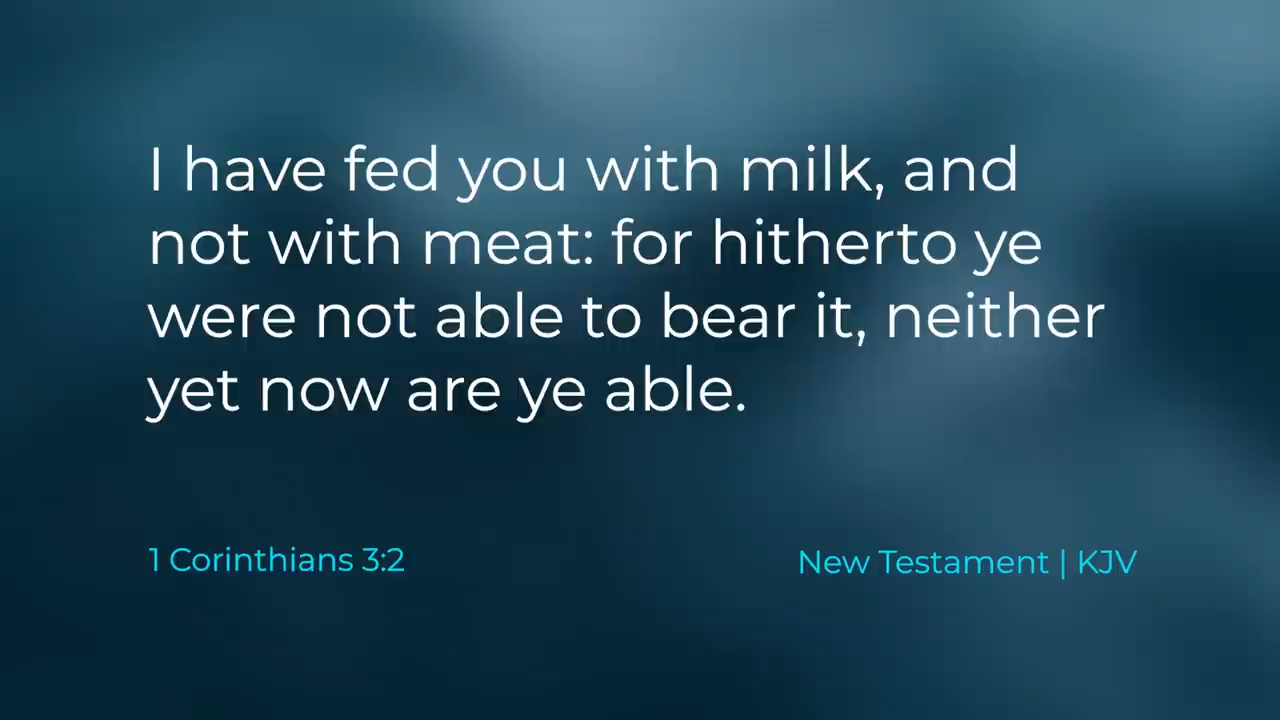 I have fed you with milk, and
not with meat: for hitherto ye
were not able to bear it, neither
yet now are ye able.
1 Corinthians 3:2
New Testament | KJV